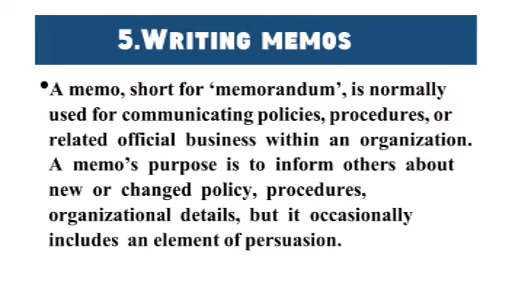 5.WRITING MEMOS
•A memo, short for ‘memorandum’, is normally
used for communicating policies, procedures, or
related official business within an organization.
A memo’s purpose is to inform others about
new or changed policy, procedures,
organizational details, but it occasionally
includes an element of persuasion.